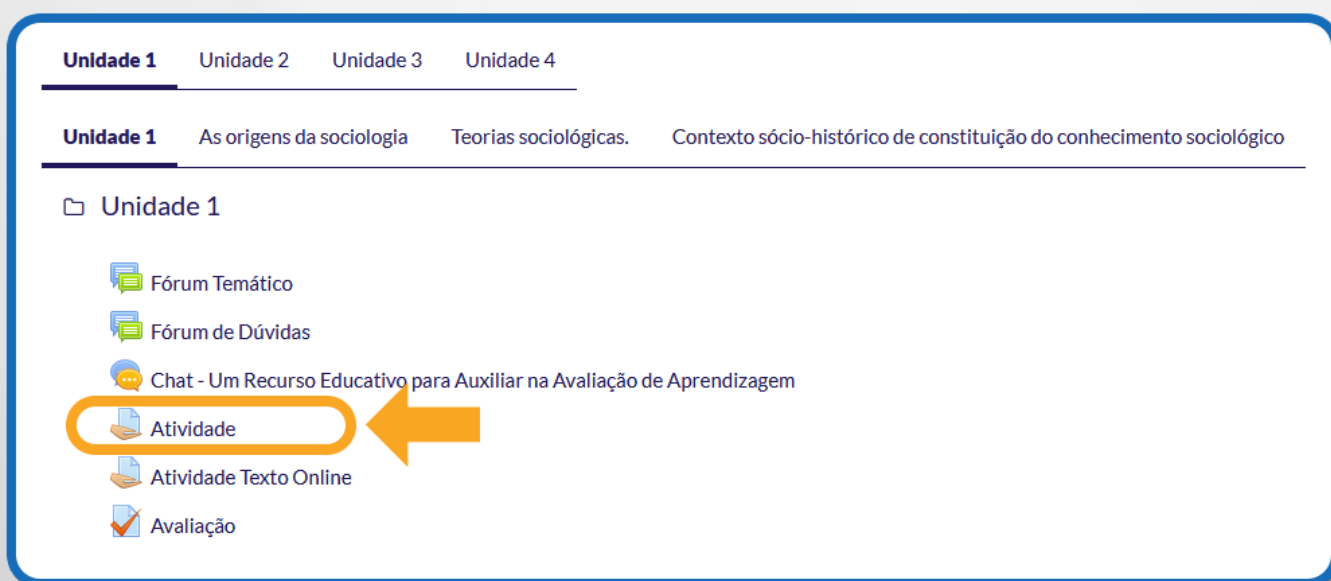 Unidade 1 Unidade 2 Unidade 3 Unidade 4
Unidade 1 As origens da sociologia Teorias sociológicas. Contexto sócio-histórico de constituição do conhecimento sociológico
Unidade 1
Fórum Temático
Fórum de Dúvidas
Chat - Um Recurso Educativo para Auxiliar na Avaliação de Aprendizagem
Atividade
Atividade Texto Online
Avaliação